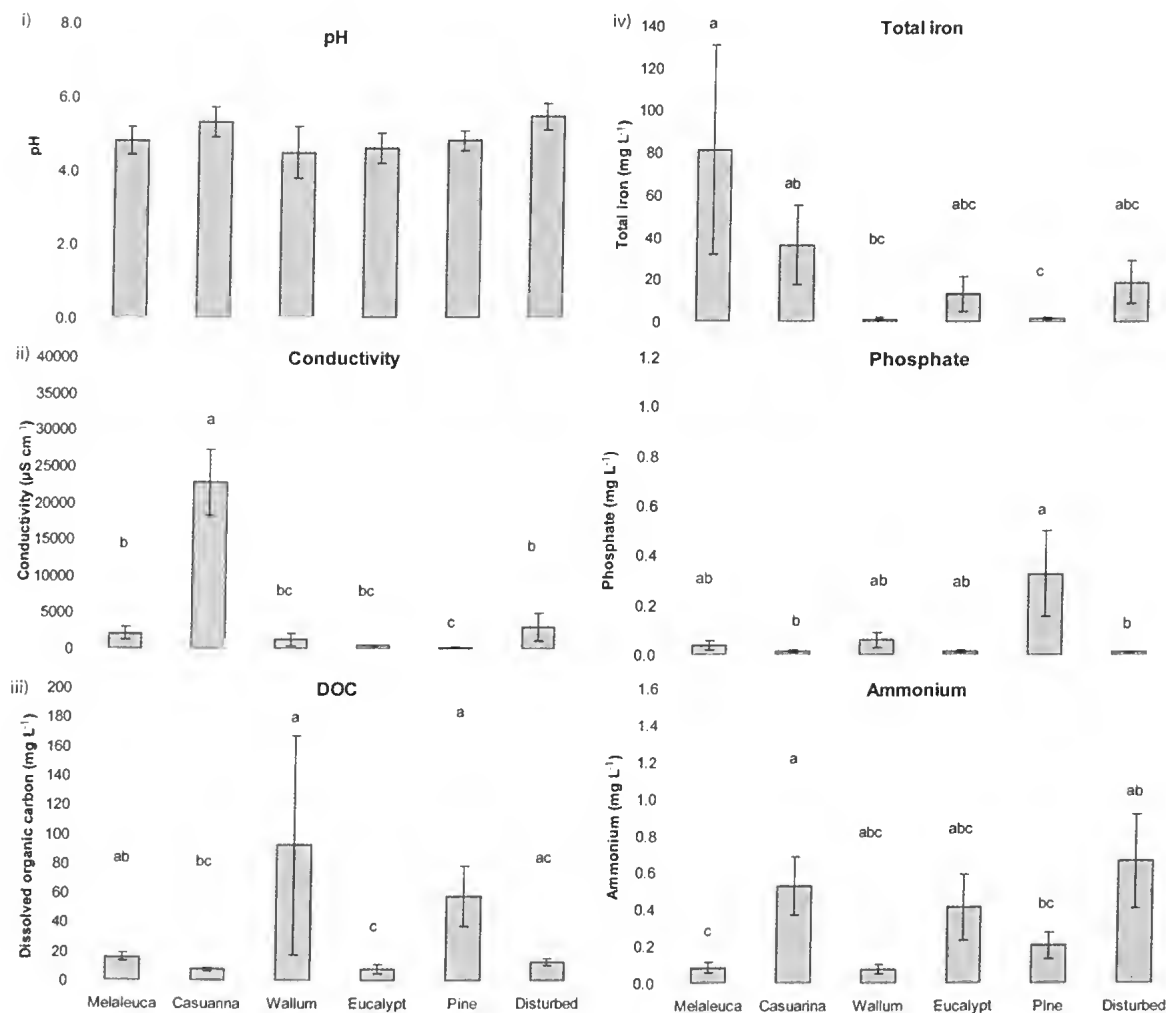 i)
pH
8.0
6.0
4.0
2.0
0.0
pH
ii)
Conductivity
40000
35000
30000
25000
20000
15000
10000
5000
0
Conductivity (µS cm⁻¹)
b
a
bc
bc
c
b
iii)
DOC
200
180
160
140
120
100
80
60
40
20
0
Dissolved organic carbon (mg L⁻¹)
ab
bc
a
c
a
ac
Melaleuca Casuarina Wallum Eucalypt Pine Disturbed
iv)
Total iron
140
120
100
80
60
40
20
0
Total iron (mg L⁻¹)
a
ab
bc
abc
c
abc
Phosphate
1.2
1.0
0.8
0.6
0.4
0.2
0.0
Phosphate (mg L⁻¹)
ab
b
ab
ab
a
b
Ammonium
1.6
1.4
1.2
1.0
0.8
0.6
0.4
0.2
0.0
Ammonium (mg L⁻¹)
c
a
abc
abc
bc
ab
Melaleuca Casuarina Wallum Eucalypt Pine Disturbed